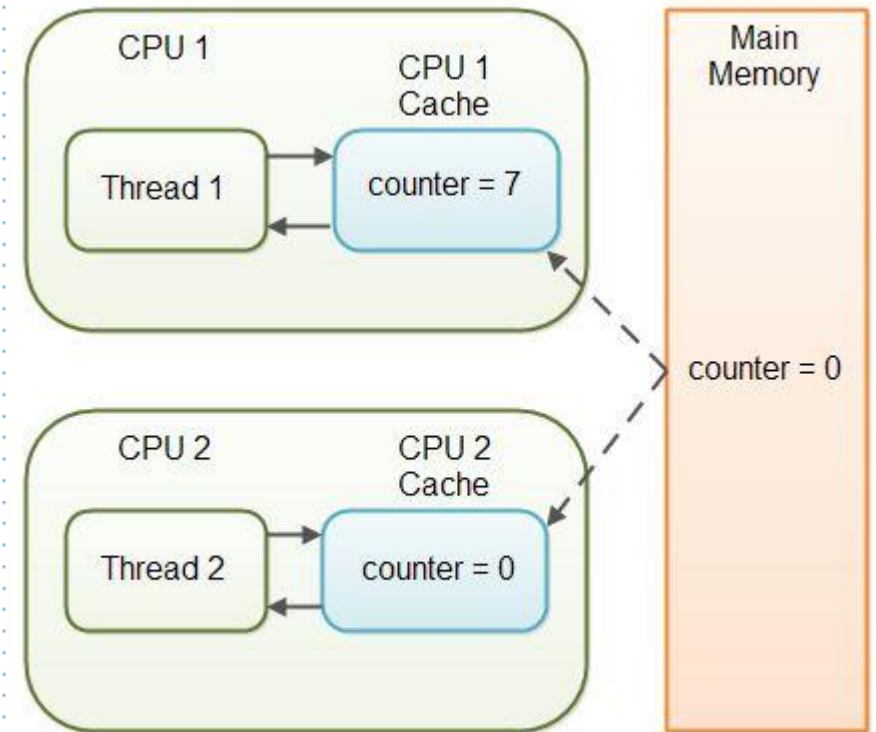 CPU 1
CPU 1
Cache
Thread 1
counter = 7
Main
Memory
counter = 0
CPU 2
CPU 2
Cache
Thread 2
counter = 0